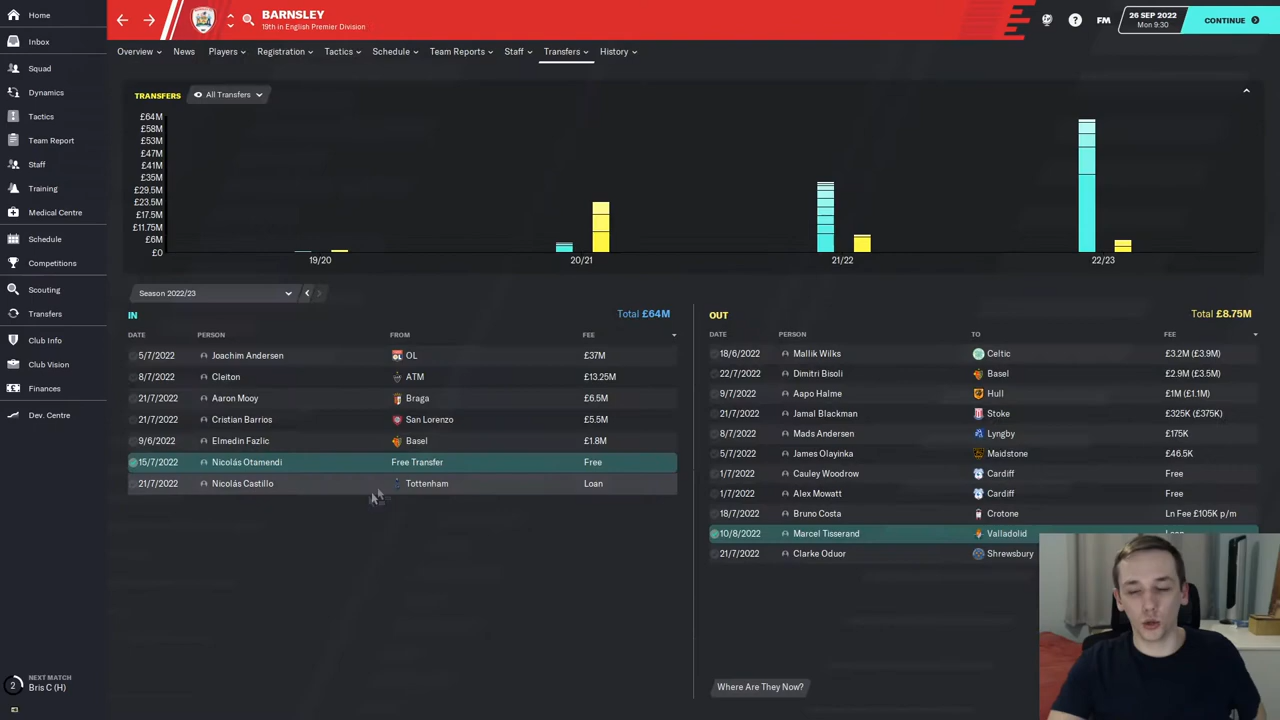 Home
Inbox
Squad
Dynamics
Tactics
Team Report
Staff
Training
Medical Centre
Schedule
Competitions
Scouting
Transfers
Club Info
Club Vision
Finances
Dev. Centre
2
NEXT MATCH
Bris C (H)
BARNSLEY
19th in English Premier Division
FM
26 SEP 2022
Mon 9:30
CONTINUE
Overview News Players Registration Tactics Schedule Team Reports Staff Transfers History
TRANSFERS All Transfers
£64M
£58M
£53M
£47M
£41M
£35M
£29.5M
£23.5M
£17.5M
£11.75M
£6M
£0
19/20 20/21 21/22 22/23
Season 2022/23
IN Total £64M
DATE PERSON FROM FEE
5/7/2022 Joachim Andersen OL £37M
8/7/2022 Cleiton ATM £13.25M
21/7/2022 Aaron Mooy Braga £6.5M
21/7/2022 Cristian Barrios San Lorenzo £5.5M
9/6/2022 Elmedin Fazlic Basel £1.8M
15/7/2022 Nicolás Otamendi Free Transfer Free
21/7/2022 Nicolás Castillo Tottenham Loan
OUT Total £8.75M
DATE PERSON TO FEE
18/6/2022 Mallik Wilks Celtic £3.2M (£3.9M)
22/7/2022 Dimitri Bisoli Basel £2.9M (£3.5M)
9/7/2022 Aapo Halme Hull £1M (£1.1M)
21/7/2022 Jamal Blackman Stoke £325K (£375K)
8/7/2022 Mads Andersen Lyngby £175K
5/7/2022 James Olayinka Maidstone £46.5K
1/7/2022 Cauley Woodrow Cardiff Free
1/7/2022 Alex Mowatt Cardiff Free
18/7/2022 Bruno Costa Crotone Ln Fee £105K p/m
10/8/2022 Marcel Tisserand Valladolid
21/7/2022 Clarke Oduor Shrewsbury
Where Are They Now?